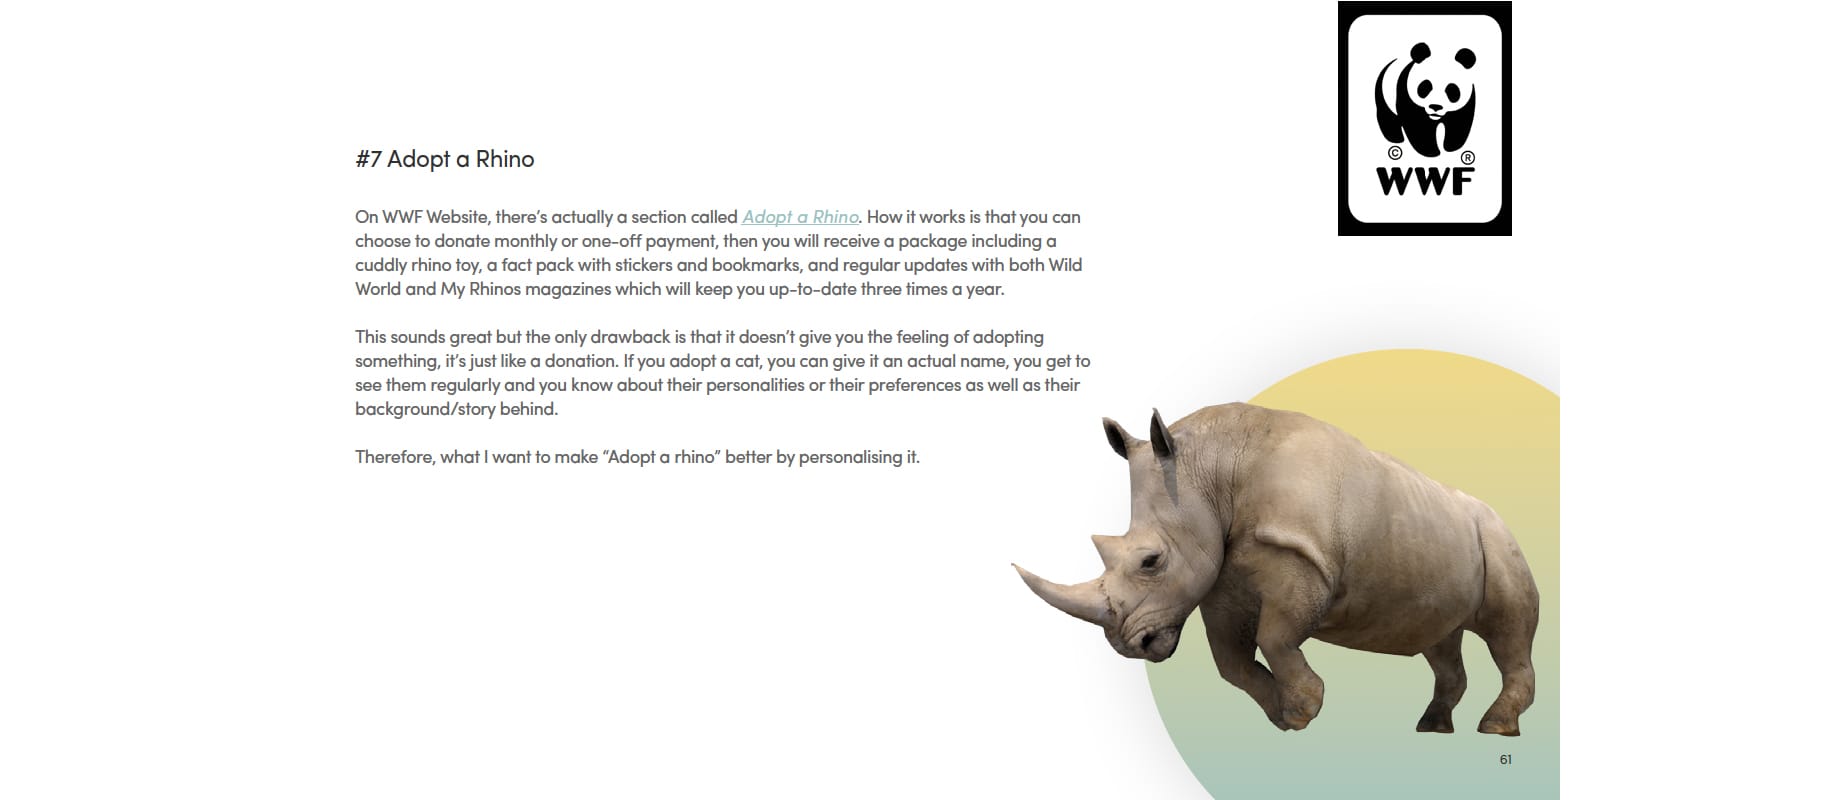 ©
®
WWF
#7 Adopt a Rhino
On WWF Website, there's actually a section called Adopt a Rhino. How it works is that you can
choose to donate monthly or one-off payment, then you will receive a package including a
cuddly rhino toy, a fact pack with stickers and bookmarks, and regular updates with both Wild
World and My Rhinos magazines which will keep you up-to-date three times a year.
This sounds great but the only drawback is that it doesn't give you the feeling of adopting
something, it's just like a donation. If you adopt a cat, you can give it an actual name, you get to
see them regularly and you know about their personalities or their preferences as well as their
background/story behind.
Therefore, what I want to make “Adopt a rhino” better by personalising it.
61